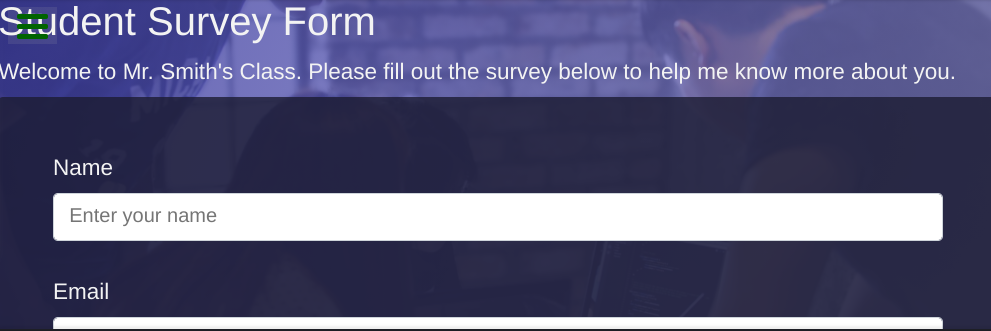 Student Survey Form
Welcome to Mr. Smith's Class. Please fill out the survey below to help me know more about you.
Name
Enter your name
Email